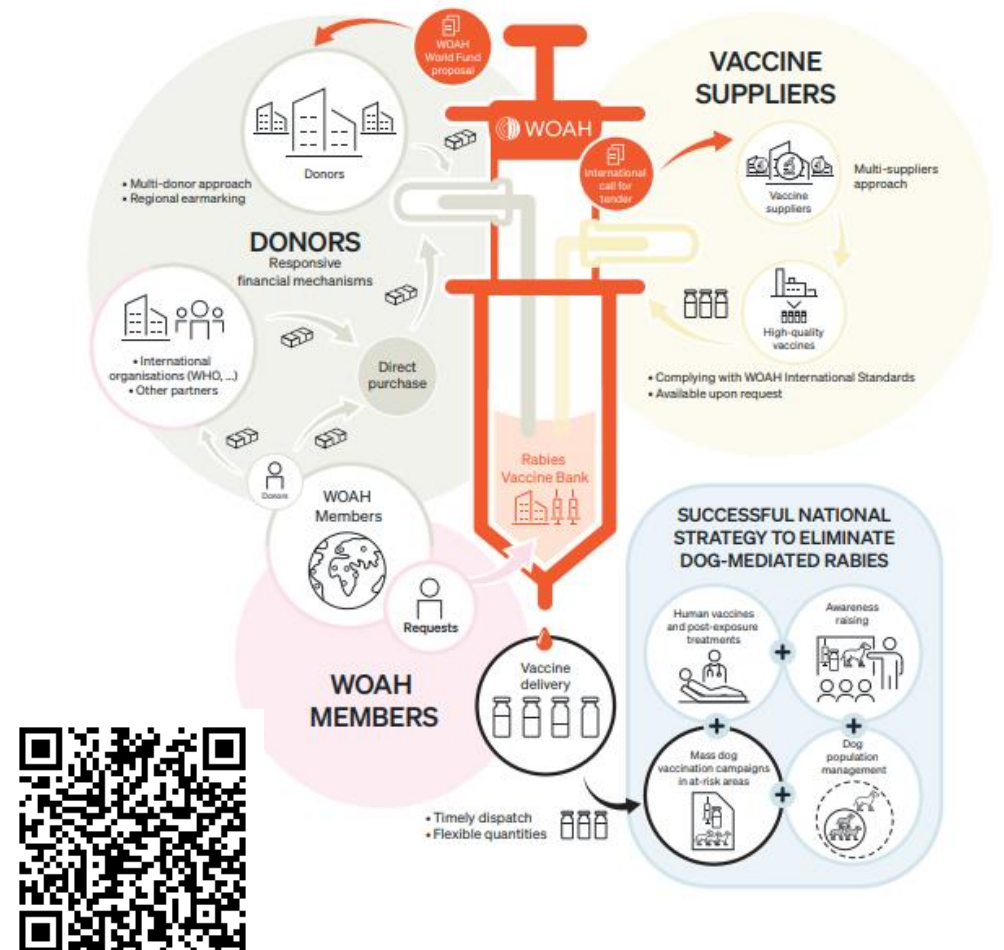 WOAH
World Fund
proposal
WOAH
International
call for
tender
VACCINE
SUPPLIERS
Vaccine
suppliers
Multi-suppliers
approach
High-quality
vaccines
• Complying with WOAH International Standards
• Available upon request
Donors
• Multi-donor approach
• Regional earmarking
DONORS
Responsive
financial mechanisms
• International
organisations (WHO, ...)
• Other partners
Direct
purchase
Donors
WOAH
Members
Requests
Rabies
Vaccine Bank
WOAH
MEMBERS
Vaccine
delivery
• Timely dispatch
• Flexible quantities
SUCCESSFUL NATIONAL
STRATEGY TO ELIMINATE
DOG-MEDIATED RABIES
Human vaccines
and post-exposure
treatments
Awareness
raising
Mass dog
vaccination campaigns
in at-risk areas
Dog
population
management